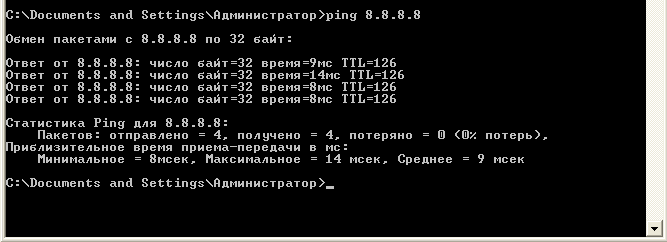 C:\Documents and Settings\Администратор>ping 8.8.8.8
Обмен пакетами с 8.8.8.8 по 32 байт:
Ответ от 8.8.8.8: число байт=32 время=9мс TTL=126
Ответ от 8.8.8.8: число байт=32 время=14мс TTL=126
Ответ от 8.8.8.8: число байт=32 время=8мс TTL=126
Ответ от 8.8.8.8: число байт=32 время=8мс TTL=126
Статистика Ping для 8.8.8.8:
Пакетов: отправлено = 4, получено = 4, потеряно = 0 (0% потерь),
Приблизительное время приема-передачи в мс:
Минимальное = 8мсек, Максимальное = 14 мсек, Среднее = 9 мсек
C:\Documents and Settings\Администратор>_